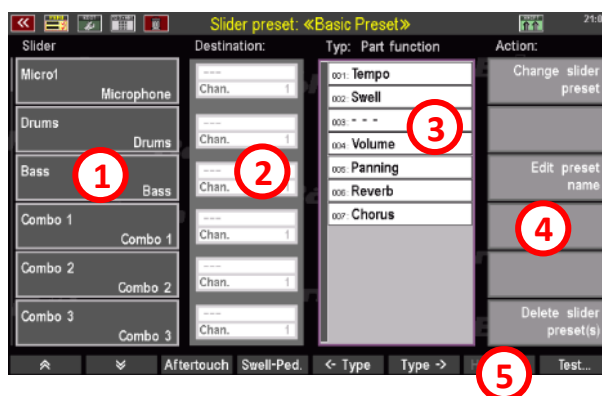 Slider preset: «Basic Preset»
21:0
Slider
Destination:
Typ: Part function
Action:
Micro1
Microphone
---
Chan. 1
001: Tempo
002: Swell
003: - - -
004: Volume
005: Panning
006: Reverb
007: Chorus
Change slider
preset
Drums
Drums
---
Chan. 1
Bass
Bass
---
Chan. 1
Edit preset
name
Combo 1
Combo 1
---
Chan. 1
Combo 2
Combo 2
---
Chan. 1
Combo 3
Combo 3
---
Chan. 1
Delete slider
preset(s)
1
2
3
4
5
Aftertouch
Swell-Ped.
<- Type
Type ->
Test...